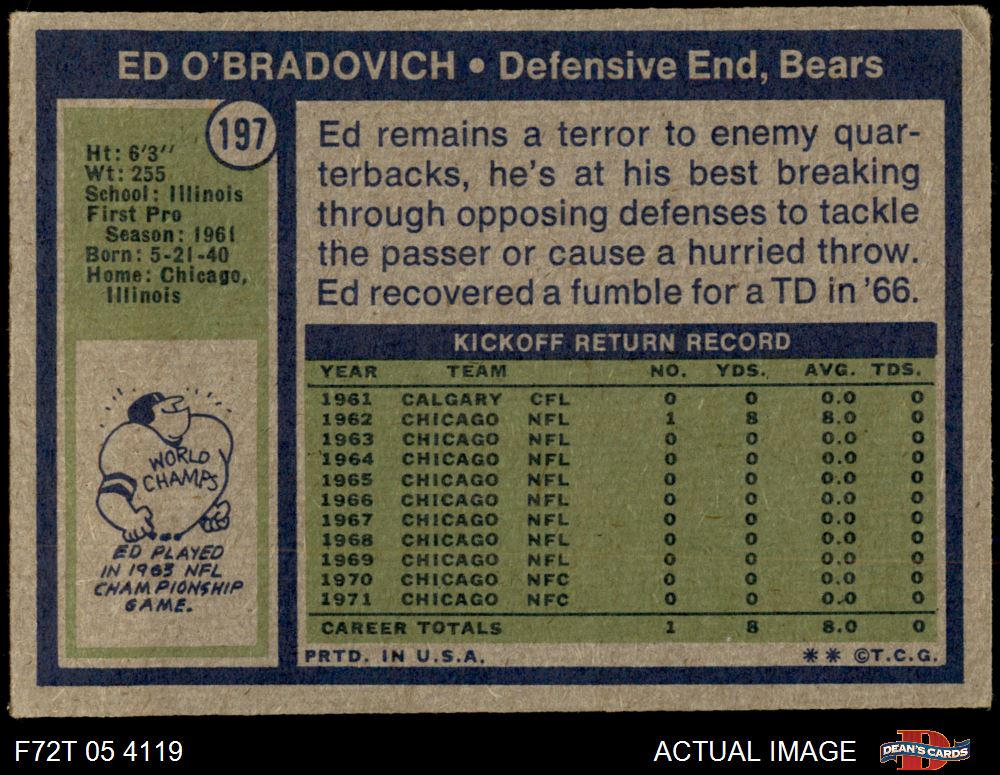 ED O'BRADOVICH • Defensive End, Bears
197
Ht: 6'3''
Wt: 255
School: Illinois
First Pro
Season: 1961
Born: 5-21-40
Home: Chicago,
Illinois
WORLD
CHAMPS
ED PLAYED
IN 1963 NFL
CHAMPIONSHIP
GAME.
Ed remains a terror to enemy quar-
terbacks, he's at his best breaking
through opposing defenses to tackle
the passer or cause a hurried throw.
Ed recovered a fumble for a TD in '66.
KICKOFF RETURN RECORD
YEAR TEAM NO. YDS. AVG. TDS.
1961 CALGARY CFL 0 0 0.0 0
1962 CHICAGO NFL 1 8 8.0 0
1963 CHICAGO NFL 0 0 0.0 0
1964 CHICAGO NFL 0 0 0.0 0
1965 CHICAGO NFL 0 0 0.0 0
1966 CHICAGO NFL 0 0 0.0 0
1967 CHICAGO NFL 0 0 0.0 0
1968 CHICAGO NFL 0 0 0.0 0
1969 CHICAGO NFL 0 0 0.0 0
1970 CHICAGO NFC 0 0 0.0 0
1971 CHICAGO NFC 0 0 0.0 0
CAREER TOTALS 1 8 8.0 0
PRTD. IN U.S.A. ** ©T.C.G.
F72T 05 4119 ACTUAL IMAGE D DEAN'S CARDS